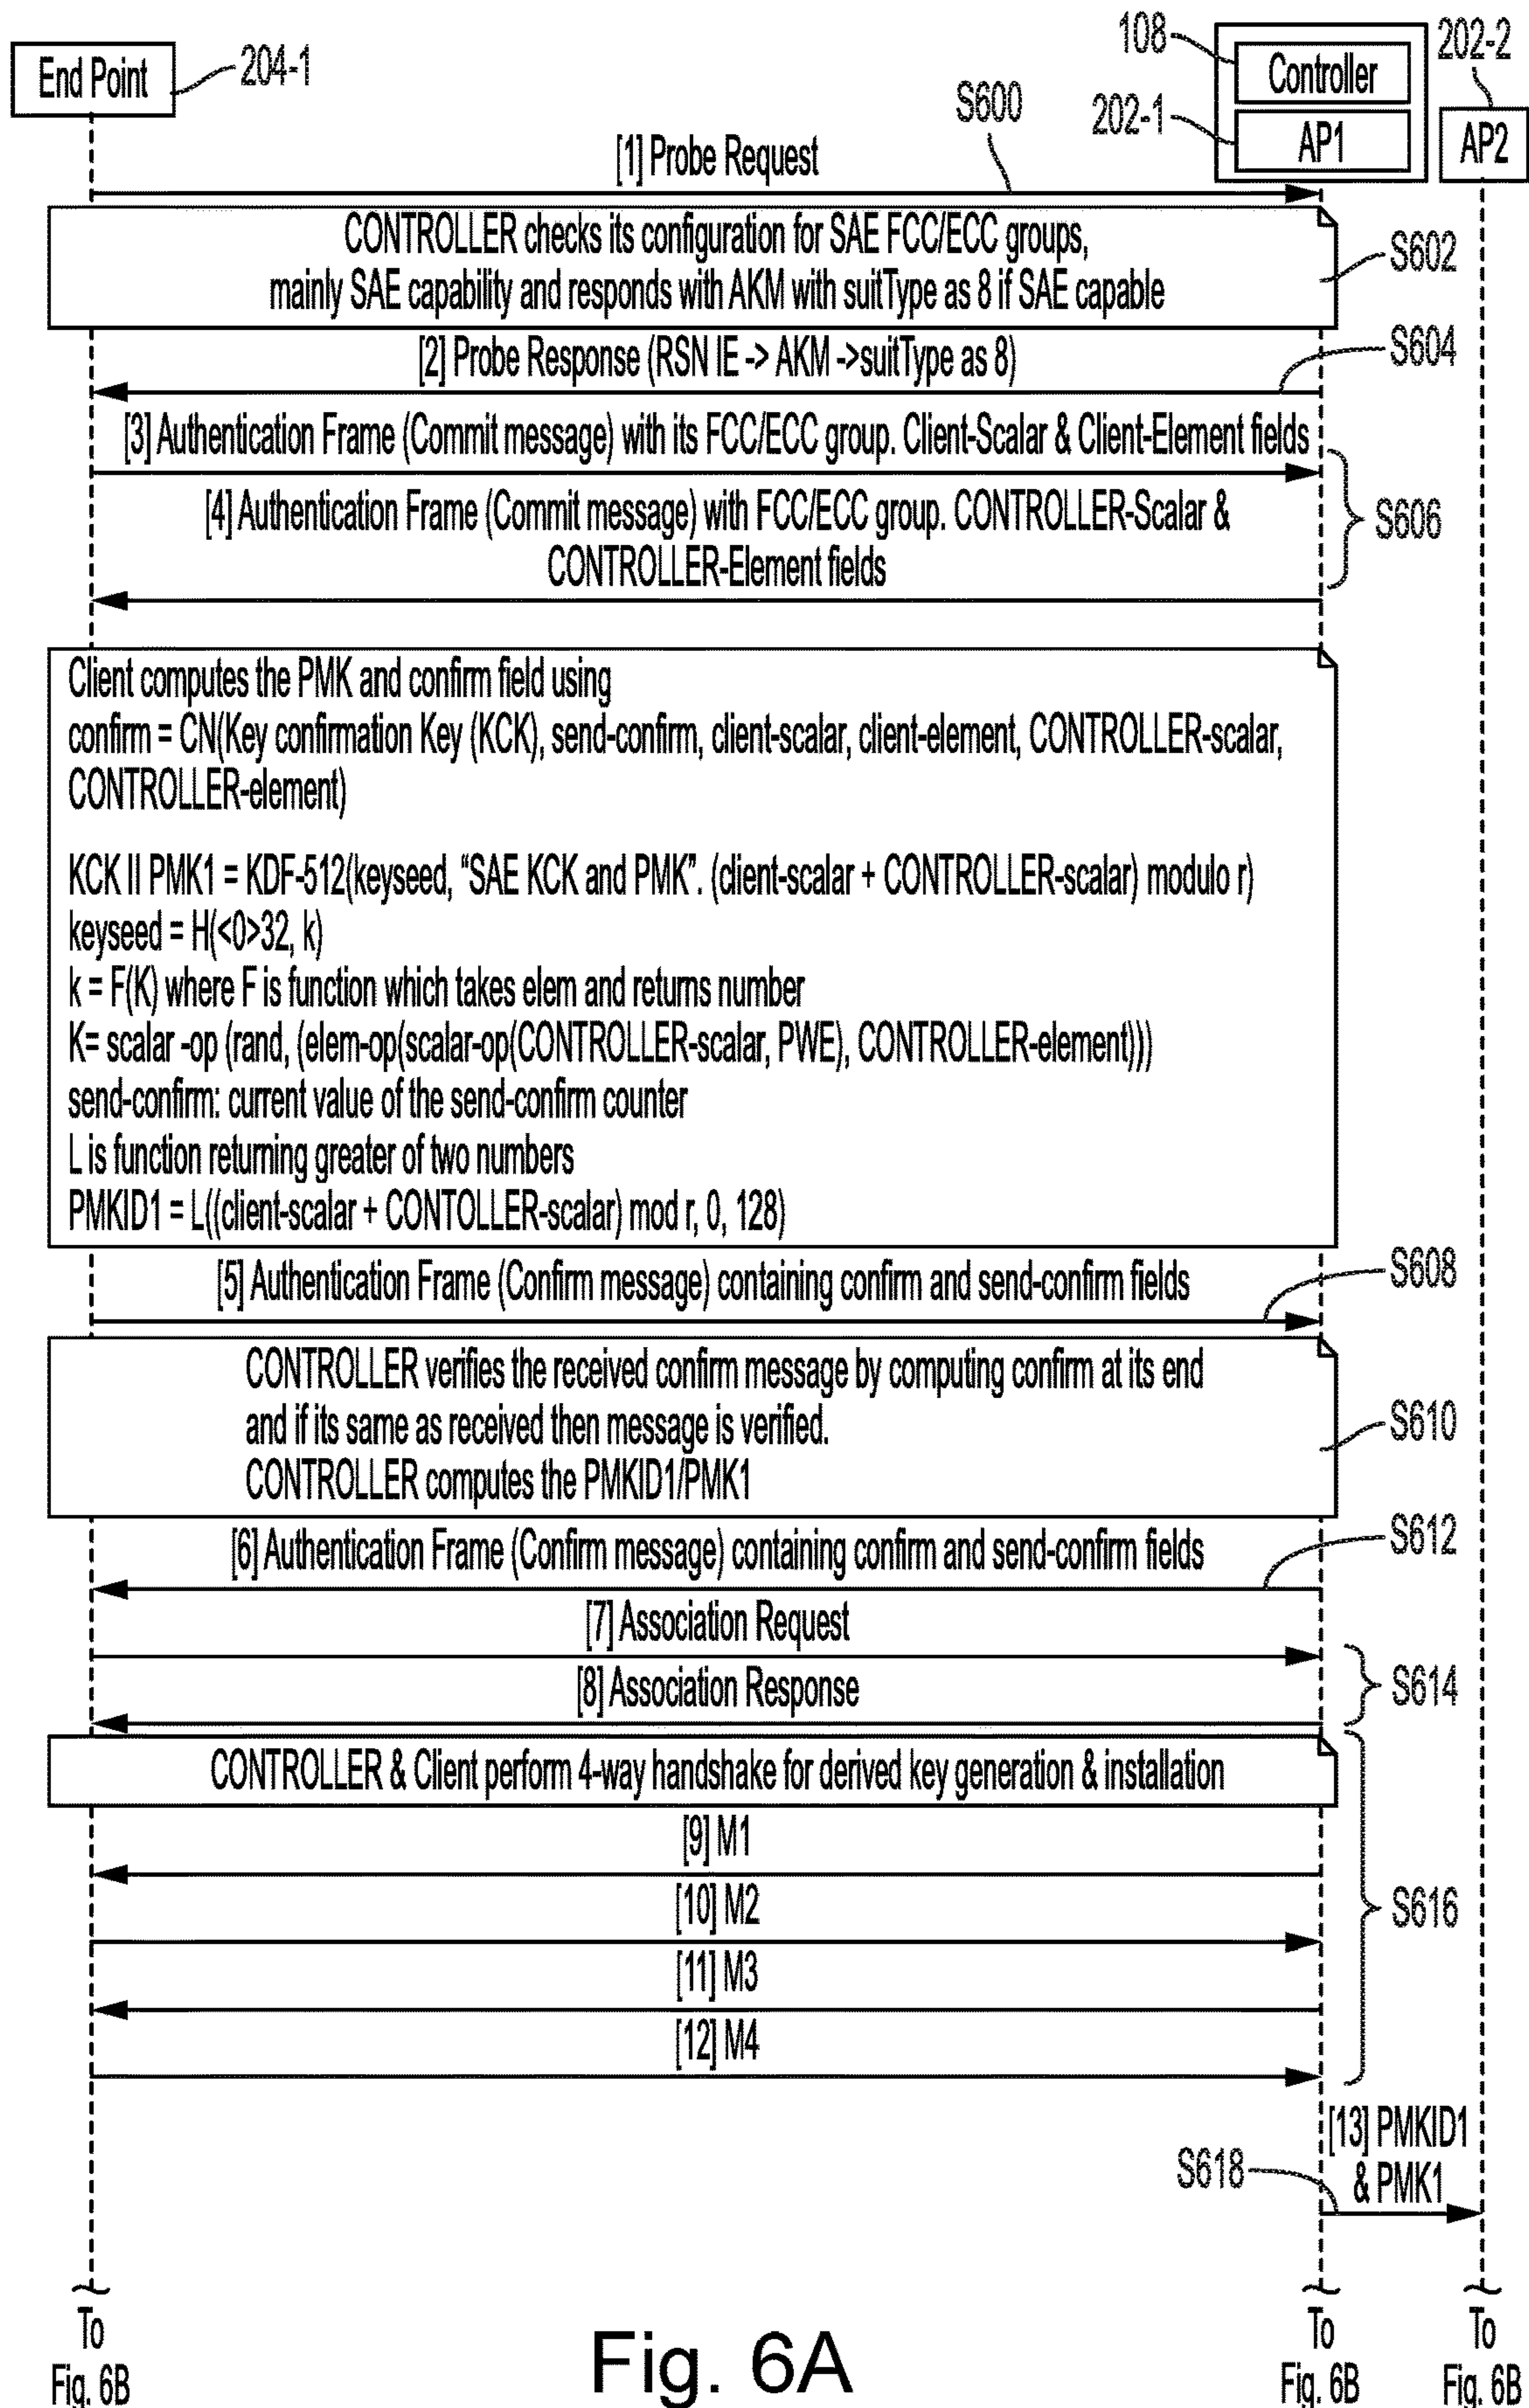 End Point
204-1
108
Controller
202-2
202-1
AP1
AP2
S600
[1] Probe Request
CONTROLLER checks its configuration for SAE FCC/ECC groups,
mainly SAE capability and responds with AKM with suitType as 8 if SAE capable
S602
[2] Probe Response (RSN IE -> AKM ->suitType as 8)
S604
[3] Authentication Frame (Commit message) with its FCC/ECC group. Client-Scalar & Client-Element fields
[4] Authentication Frame (Commit message) with FCC/ECC group. CONTROLLER-Scalar &
CONTROLLER-Element fields
S606
Client computes the PMK and confirm field using
confirm = CN(Key confirmation Key (KCK), send-confirm, client-scalar, client-element, CONTROLLER-scalar,
CONTROLLER-element)
KCK II PMK1 = KDF-512(keyseed, “SAE KCK and PMK”. (client-scalar + CONTROLLER-scalar) modulo r)
keyseed = H(<0>32, k)
k = F(K) where F is function which takes elem and returns number
K= scalar -op (rand, (elem-op(scalar-op(CONTROLLER-scalar, PWE), CONTROLLER-element)))
send-confirm: current value of the send-confirm counter
L is function returning greater of two numbers
PMKID1 = L((client-scalar + CONTOLLER-scalar) mod r, 0, 128)
[5] Authentication Frame (Confirm message) containing confirm and send-confirm fields
S608
CONTROLLER verifies the received confirm message by computing confirm at its end
and if its same as received then message is verified.
CONTROLLER computes the PMKID1/PMK1
S610
[6] Authentication Frame (Confirm message) containing confirm and send-confirm fields
S612
[7] Association Request
[8] Association Response
S614
CONTROLLER & Client perform 4-way handshake for derived key generation & installation
[9] M1
[10] M2
[11] M3
[12] M4
S616
[13] PMKID1
& PMK1
S618
To
Fig. 6B
To
Fig. 6B
To
Fig. 6B
Fig. 6A